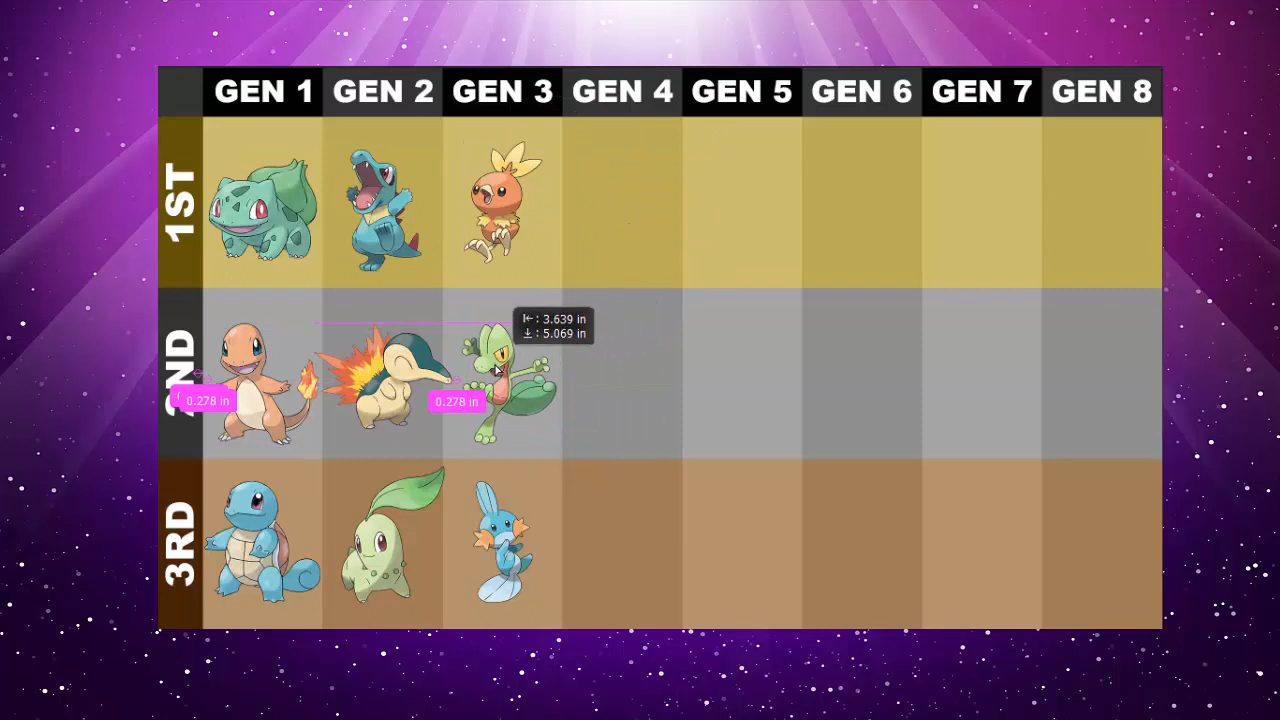 GEN 1 GEN 2 GEN 3 GEN 4 GEN 5 GEN 6 GEN 7 GEN 8
1ST
2ND
3.639 in
5.069 in
0.278 in
0.278 in
3RD